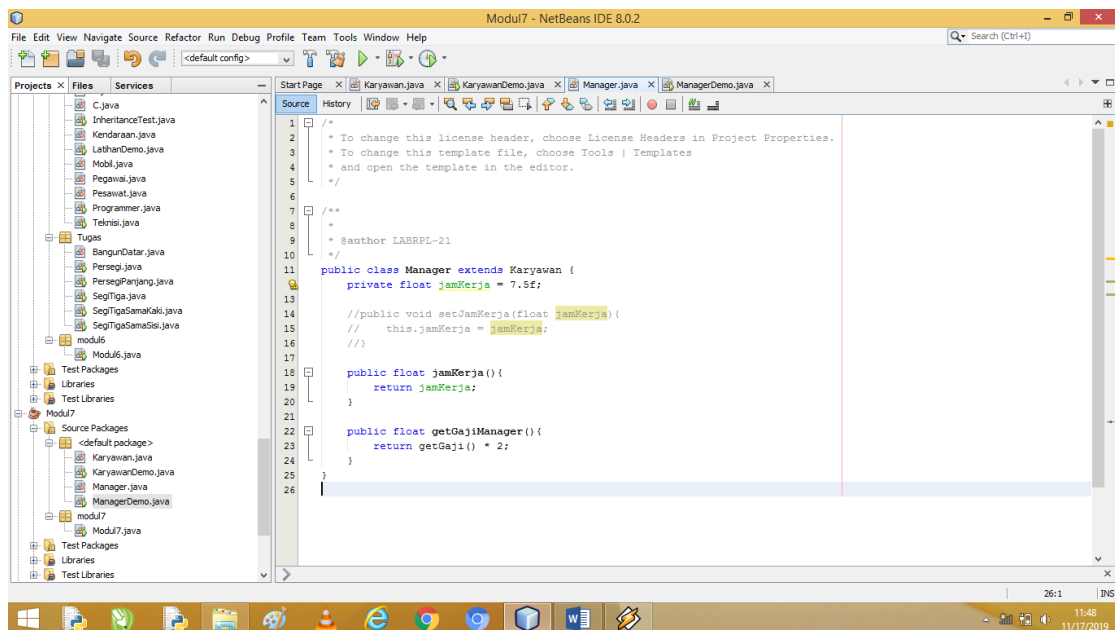 Modul7 - NetBeans IDE 8.0.2
File Edit View Navigate Source Refactor Run Debug Profile Team Tools Window Help
Search (Ctrl+I)
<default config>
Projects Files Services
Start Page Karyawan.java KaryawanDemo.java Manager.java ManagerDemo.java
Source History
C.java
InheritanceTest.java
Kendaraan.java
LatihanDemo.java
Mobil.java
Pegawai.java
Pesawat.java
Programmer.java
Teknisi.java
Tugas
BangunDatar.java
Persegi.java
PersegiPanjang.java
SegiTiga.java
SegiTigaSamaKaki.java
SegiTigaSamaSisi.java
modul6
Modul6.java
Test Packages
Libraries
Test Libraries
Modul7
Source Packages
<default package>
Karyawan.java
KaryawanDemo.java
Manager.java
ManagerDemo.java
modul7
Modul7.java
Test Packages
Libraries
Test Libraries
1 /*
2 * To change this license header, choose License Headers in Project Properties.
3 * To change this template file, choose Tools | Templates
4 * and open the template in the editor.
5 */
6
7 /**
8 *
9 * @author LABRPL-21
10 */
11 public class Manager extends Karyawan {
private float jamKerja = 7.5f;
13
14 //public void setJamKerja(float jamKerja){
15 // this.jamKerja = jamKerja;
16 //}
17
18 public float jamKerja(){
19 return jamKerja;
20 }
21
22 public float getGajiManager(){
23 return getGaji() * 2;
24 }
25 }
26
26:1 INS
11:48
11/17/2019